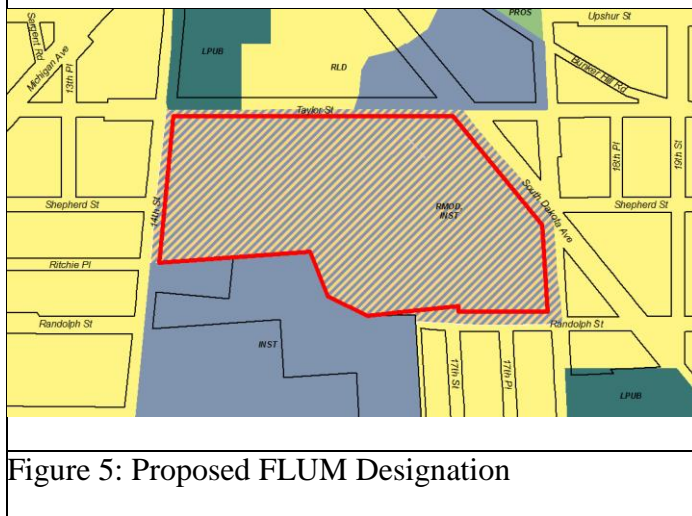 PROS
Upshur St
Sargent Rd
Michigan Ave
13th Pl
LPUB
RLD
Bunker Hill Rd
Taylor St
18th Pl
19th St
Shepherd St
14th St
RMOD,
INST
South Dakota Ave
Shepherd St
Ritchie Pl
Randolph St
INST
17th St
17th Pl
Randolph St
LPUB
Figure 5: Proposed FLUM Designation